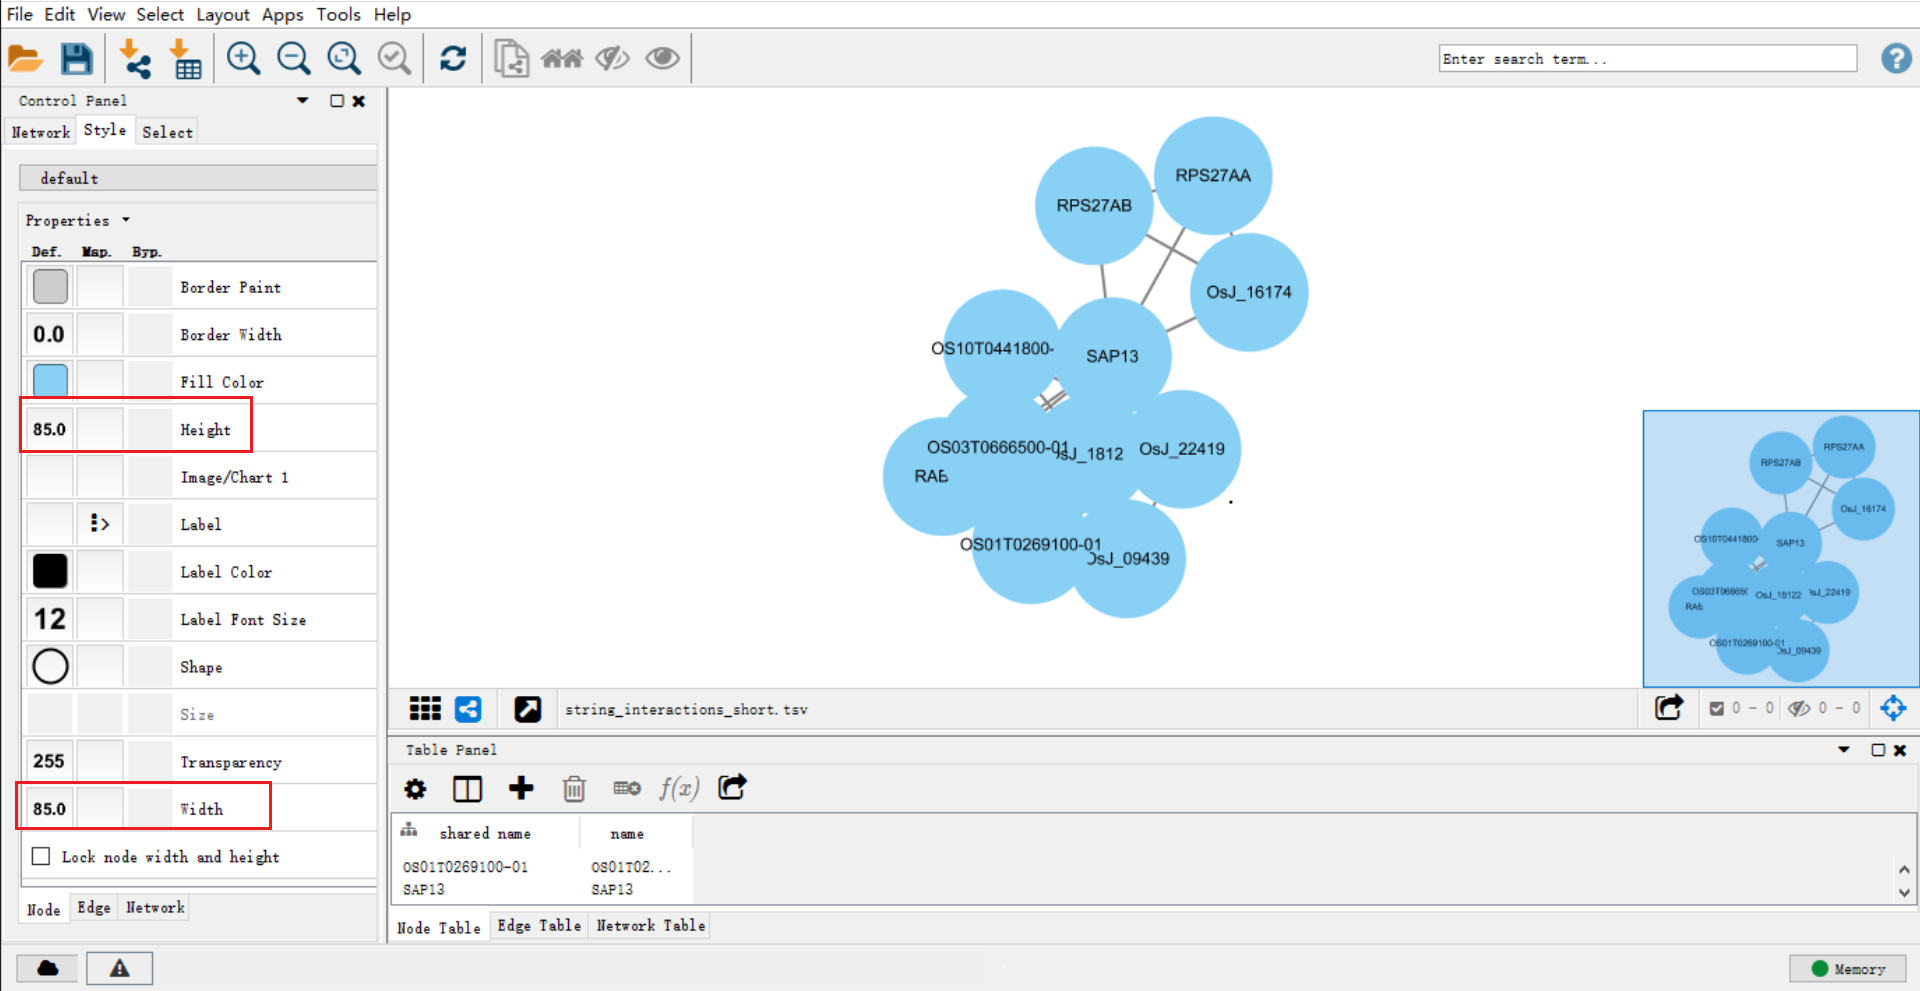 File Edit View Select Layout Apps Tools Help
Enter search term...
?
Control Panel
Network Style Select
default
Properties
Def. Map. Byp.
Border Paint
0.0 Border Width
Fill Color
85.0 Height
Image/Chart 1
Label
Label Color
12 Label Font Size
Shape
Size
255 Transparency
85.0 Width
Lock node width and height
Node Edge Network
RPS27AA
RPS27AB
OsJ_16174
OS10T0441800-
SAP13
OS03T0666500-01
sJ_1812
OsJ_22419
RAE
OS01T0269100-01
OsJ_09439
RPS27AA
RPS27AB
OsJ_16174
OS10T0441800-
SAP13
OS03T06665
OsJ_18122
sJ_22419
RAE
OS01T0269100-01
OsJ_09439
string_interactions_short.tsv
0 - 0
0 - 0
Table Panel
f(x)
shared name name
OS01T0269100-01 OS01T02...
SAP13 SAP13
Node Table Edge Table Network Table
Memory